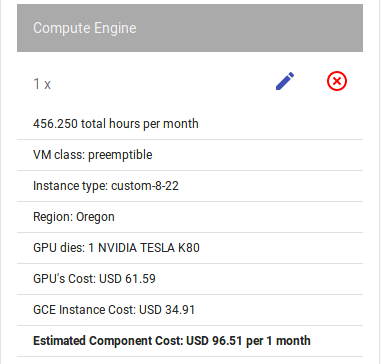 Compute Engine
1 x
456.250 total hours per month
VM class: preemptible
Instance type: custom-8-22
Region: Oregon
GPU dies: 1 NVIDIA TESLA K80
GPU's Cost: USD 61.59
GCE Instance Cost: USD 34.91
Estimated Component Cost: USD 96.51 per 1 month